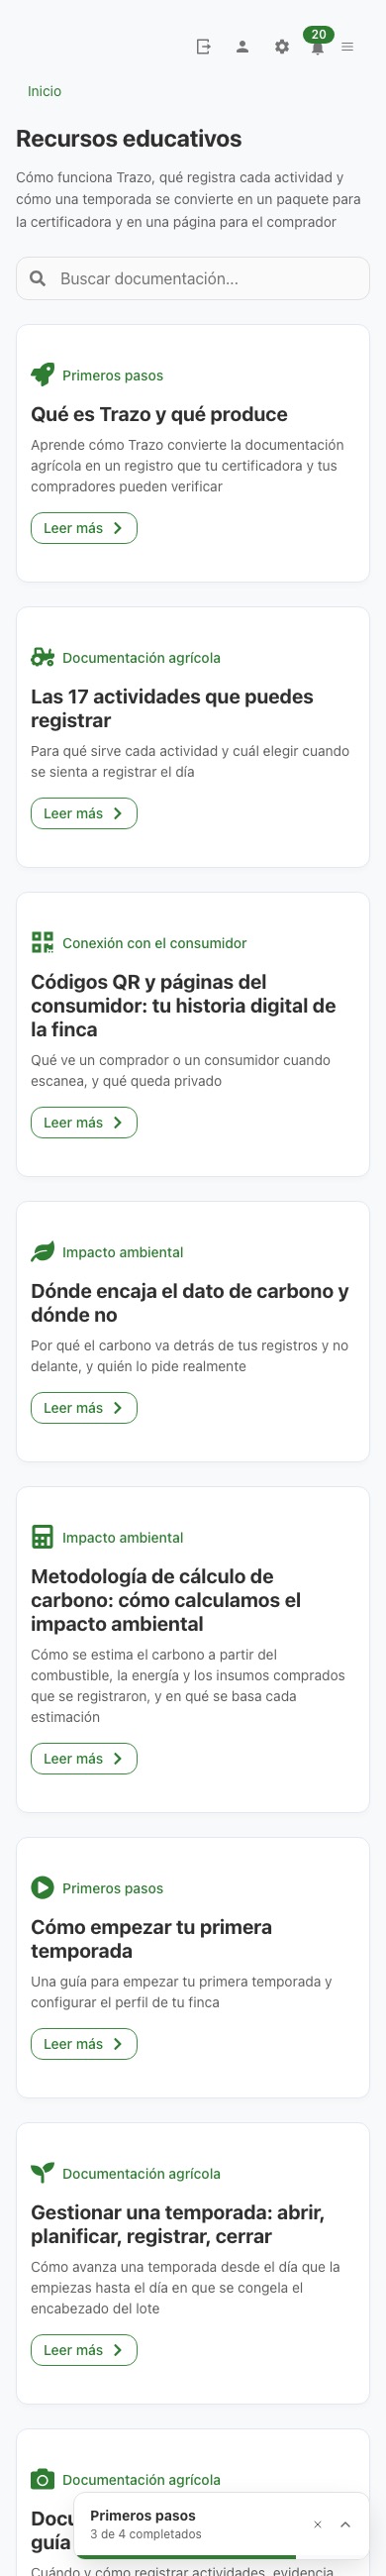 20
Inicio
Recursos educativos
Cómo funciona Trazo, qué registra cada actividad y
cómo una temporada se convierte en un paquete para
la certificadora y en una página para el comprador
Buscar documentación...
Primeros pasos
Qué es Trazo y qué produce
Aprende cómo Trazo convierte la documentación
agrícola en un registro que tu certificadora y tus
compradores pueden verificar
Leer más
Documentación agrícola
Las 17 actividades que puedes
registrar
Para qué sirve cada actividad y cuál elegir cuando
se sienta a registrar el día
Leer más
Conexión con el consumidor
Códigos QR y páginas del
consumidor: tu historia digital de
la finca
Qué ve un comprador o un consumidor cuando
escanea, y qué queda privado
Leer más
Impacto ambiental
Dónde encaja el dato de carbono y
dónde no
Por qué el carbono va detrás de tus registros y no
delante, y quién lo pide realmente
Leer más
Impacto ambiental
Metodología de cálculo de
carbono: cómo calculamos el
impacto ambiental
Cómo se estima el carbono a partir del
combustible, la energía y los insumos comprados
que se registraron, y en qué se basa cada
estimación
Leer más
Primeros pasos
Cómo empezar tu primera
temporada
Una guía para empezar tu primera temporada y
configurar el perfil de tu finca
Leer más
Documentación agrícola
Gestionar una temporada: abrir,
planificar, registrar, cerrar
Cómo avanza una temporada desde el día que la
empiezas hasta el día en que se congela el
encabezado del lote
Leer más
Documentación agrícola
guía
Primeros pasos
3 de 4 completados
Cuándo y cómo registrar actividades, evidencia